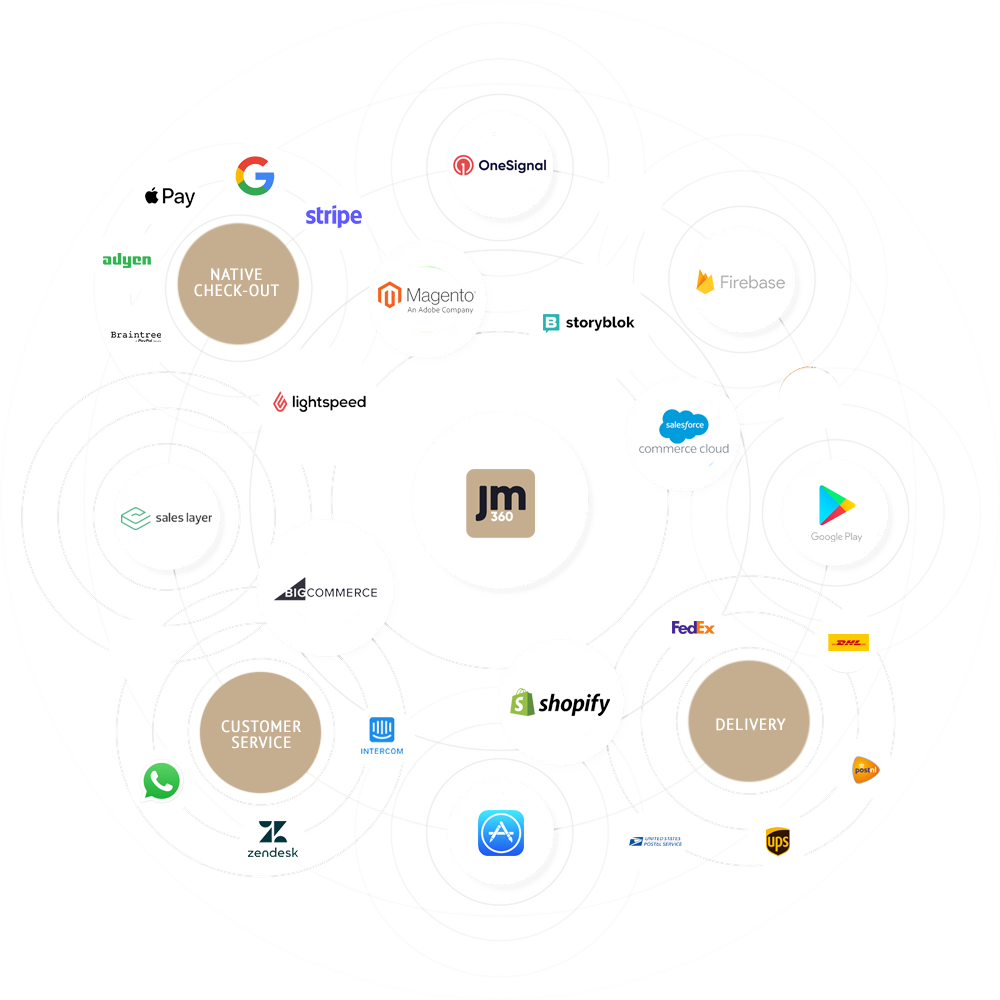 OneSignal
Pay
stripe
adyen
NATIVE
CHECK-OUT
Firebase
Magento
An Adobe Company
storyblok
Braintree
lightspeed
salesforce
commerce cloud
jm
360
sales layer
Google Play
BIGCOMMERCE
FedEx
DHL
shopify
CUSTOMER
SERVICE
DELIVERY
INTERCOM
postnl
UNITED STATES
POSTAL SERVICE
ups
zendesk